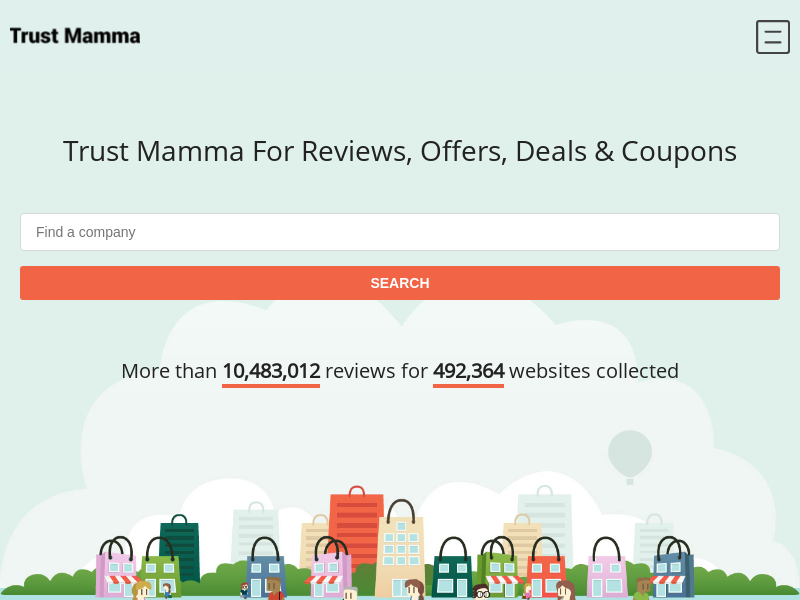 Trust Mamma
Trust Mamma For Reviews, Offers, Deals & Coupons
Find a company
SEARCH
More than 10,483,012 reviews for 492,364 websites collected